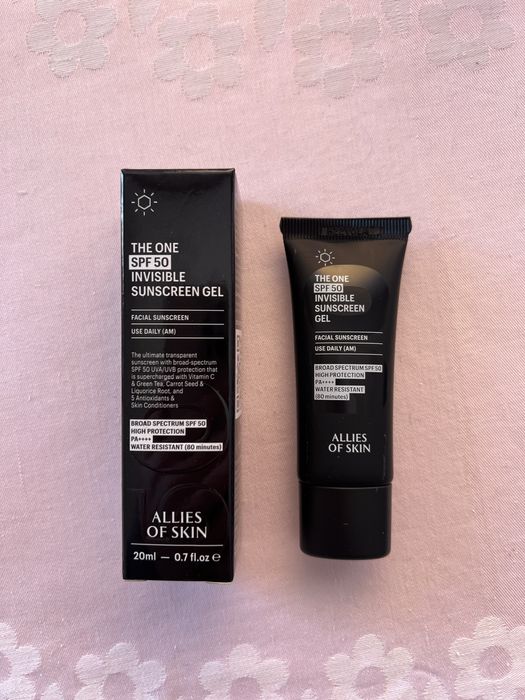 THE ONE
SPF 50
INVISIBLE
SUNSCREEN GEL
FACIAL SUNSCREEN
USE DAILY (AM)
The ultimate transparent
sunscreen with broad-spectrum
SPF 50 UVA/UVB protection that
is supercharged with Vitamin C
& Green Tea, Carrot Seed &
Liquorice Root, and
5 Antioxidants &
Skin Conditioners
BROAD SPECTRUM SPF 50
HIGH PROTECTION
PA++++
WATER RESISTANT (80 minutes)
ALLIES
OF SKIN
20ml — 0.7 fl.oz ℮
THE ONE
SPF 50
INVISIBLE
SUNSCREEN
GEL
FACIAL SUNSCREEN
USE DAILY (AM)
BROAD SPECTRUM SPF 50
HIGH PROTECTION
PA++++
WATER RESISTANT
(80 minutes)
ALLIES
OF SKIN